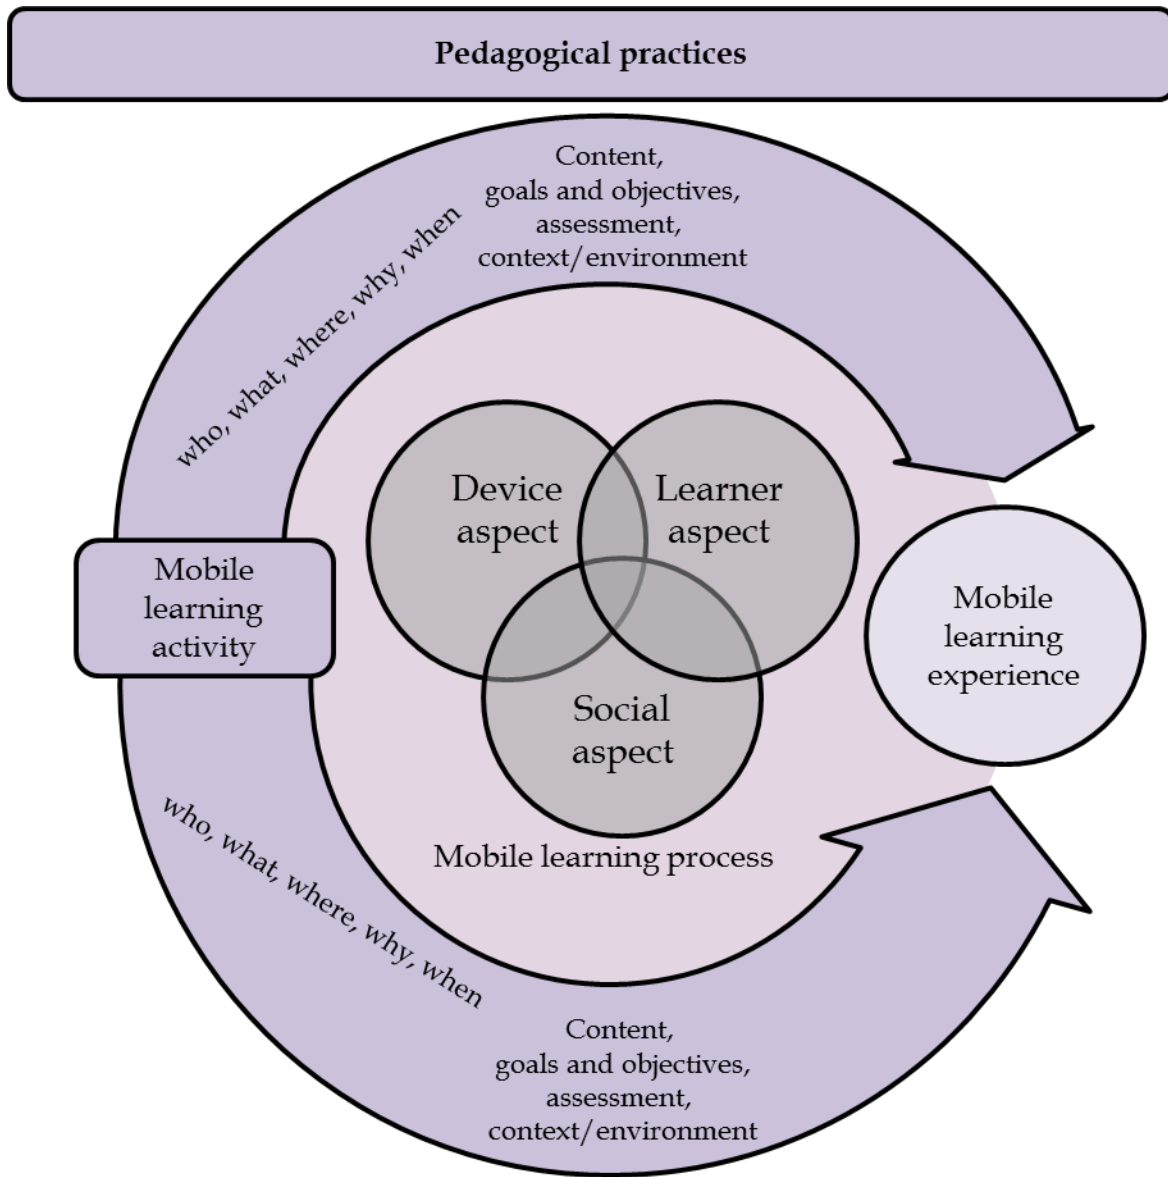 Pedagogical practices
Content,
goals and objectives,
assessment,
context/environment
who, what, where, why, when
Device
aspect
Learner
aspect
Mobile
learning
activity
Mobile
learning
experience
Social
aspect
Mobile learning process
who, what, where, why, when
Content,
goals and objectives,
assessment,
context/environment